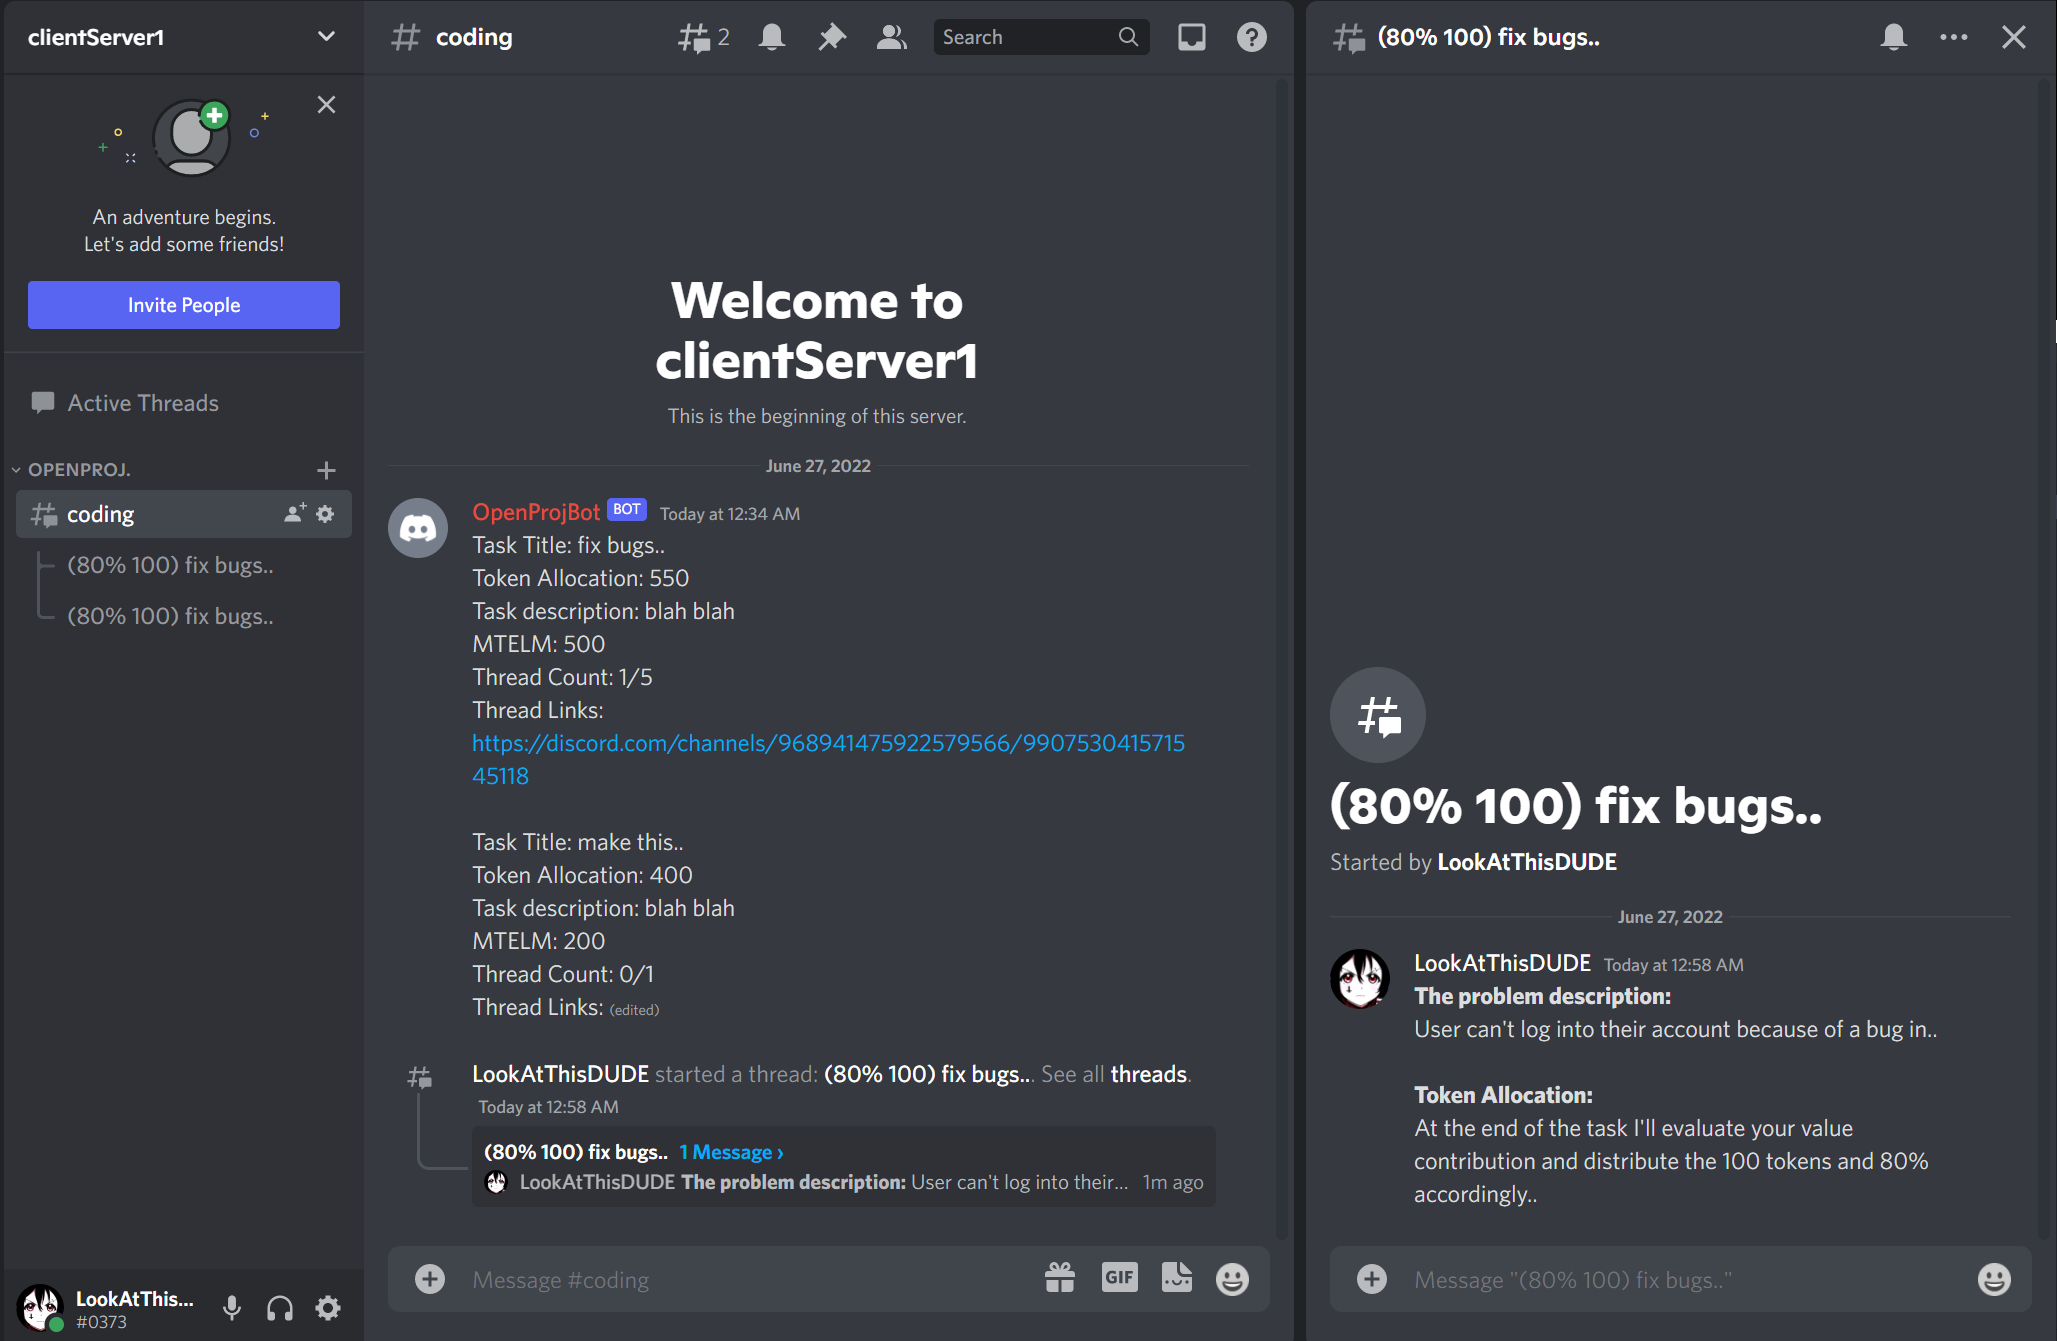 clientServer1
An adventure begins.
Let's add some friends!
Invite People
Active Threads
OPENPROJ.
coding
(80% 100) fix bugs..
(80% 100) fix bugs..
LookAtThis...
#0373
coding
2
Search
Welcome to
clientServer1
This is the beginning of this server.
June 27, 2022
OpenProjBot BOT Today at 12:34 AM
Task Title: fix bugs..
Token Allocation: 550
Task description: blah blah
MTELM: 500
Thread Count: 1/5
Thread Links:
https://discord.com/channels/968941475922579566/9907530415715
45118
Task Title: make this..
Token Allocation: 400
Task description: blah blah
MTELM: 200
Thread Count: 0/1
Thread Links: (edited)
LookAtThisDUDE started a thread: (80% 100) fix bugs... See all threads.
Today at 12:58 AM
(80% 100) fix bugs.. 1 Message ›
LookAtThisDUDE The problem description: User can't log into their... 1m ago
Message #coding
GIF
(80% 100) fix bugs..
(80% 100) fix bugs..
Started by LookAtThisDUDE
June 27, 2022
LookAtThisDUDE Today at 12:58 AM
The problem description:
User can't log into their account because of a bug in..
Token Allocation:
At the end of the task I'll evaluate your value
contribution and distribute the 100 tokens and 80%
accordingly..
Message "(80% 100) fix bugs.."